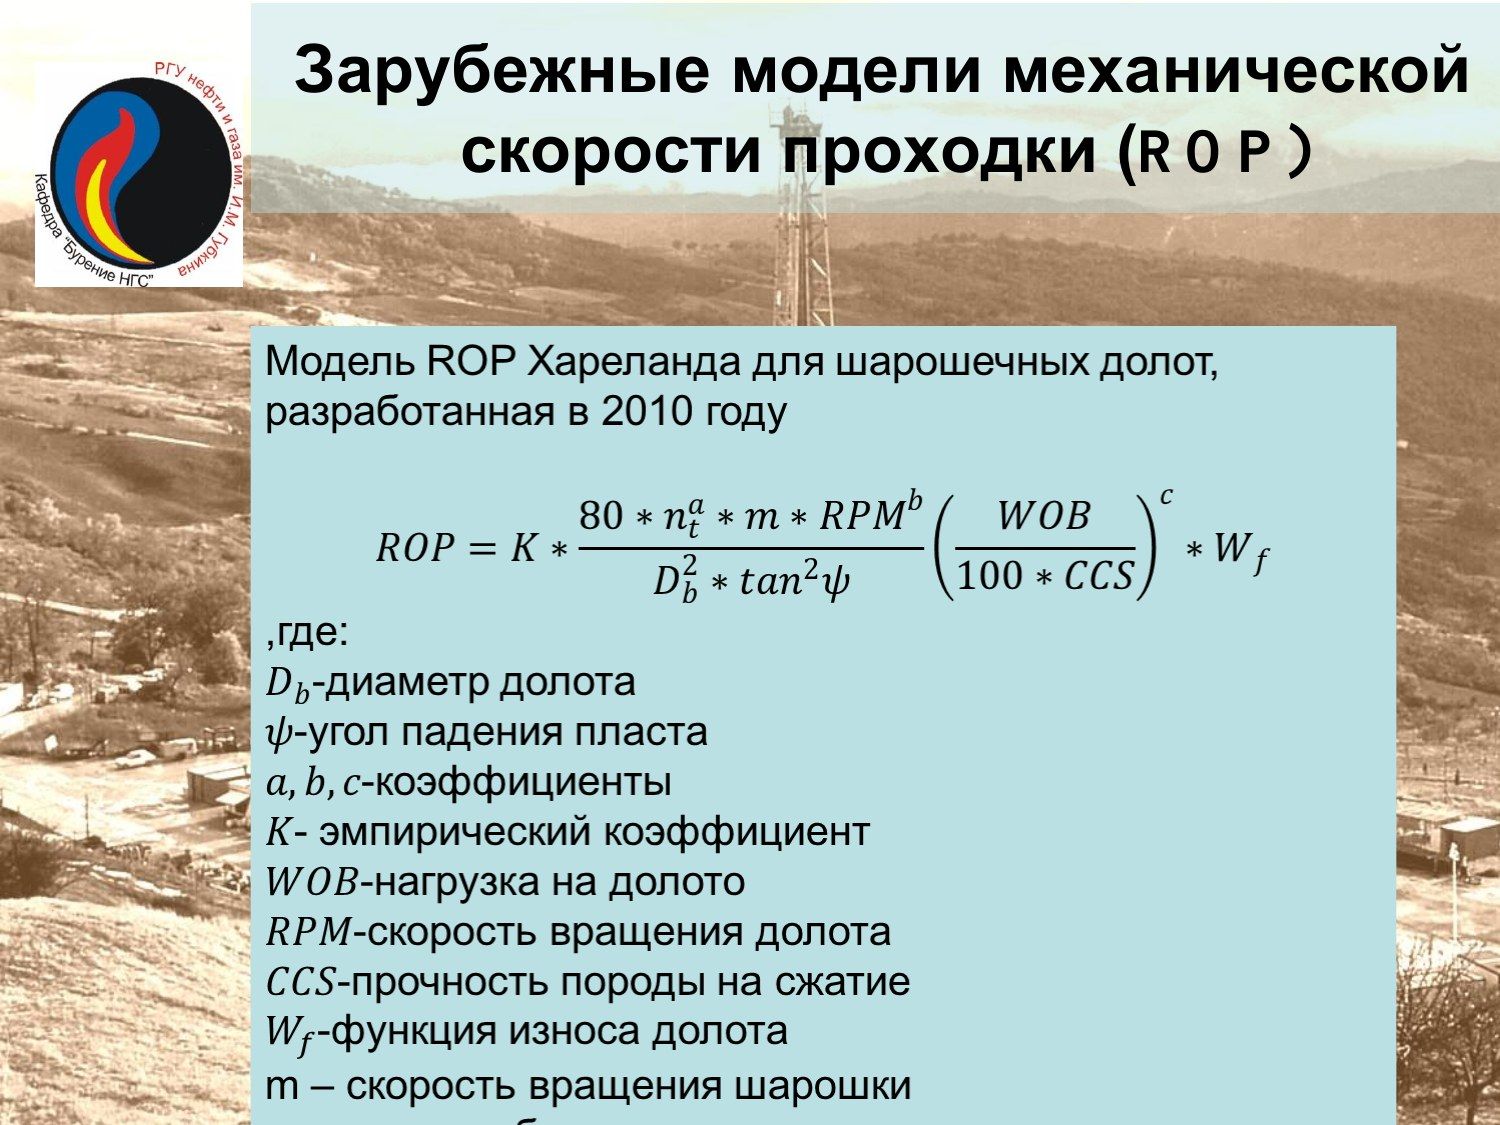 РГУ нефти и газа им. И.М. Губкина
Кафедра "Бурение НГС"
Зарубежные модели механической
скорости проходки (ROP)
Модель ROP Хареланда для шарошечных долот,
разработанная в 2010 году
ROP = K * (80 * n_t^a * m * RPM^b) / (D_b^2 * tan^2 ψ) (WOB / (100 * CCS))^c * W_f
,где:
D_b-диаметр долота
ψ-угол падения пласта
a, b, c-коэффициенты
K- эмпирический коэффициент
WOB-нагрузка на долото
RPM-скорость вращения долота
CCS-прочность породы на сжатие
W_f-функция износа долота
m – скорость вращения шарошки